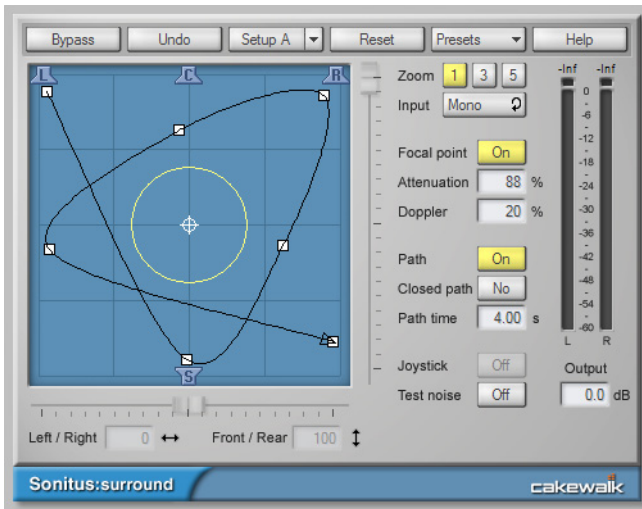 Bypass Undo Setup A Reset Presets Help
L C R
Zoom 1 3 5
-Inf -Inf
Input Mono
0
-6
-12
Focal point On
-18
Attenuation 88 %
-24
Doppler 20 %
-30
-36
Path On
-42
Closed path No
-48
Path time 4.00 s
-54
-60
L R
S
Joystick Off
Output
Test noise Off
0.0 dB
Left / Right 0 Front / Rear 100
Sonitus:surround
cakewalk